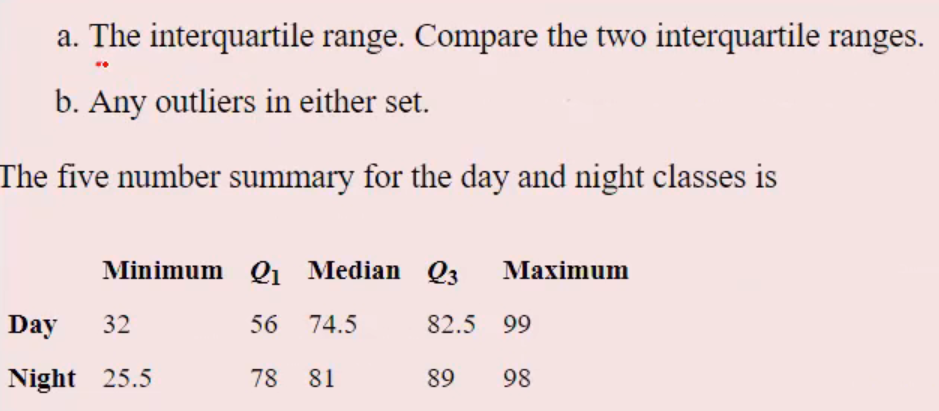 a. The interquartile range. Compare the two interquartile ranges.
b. Any outliers in either set.
The five number summary for the day and night classes is
Minimum Q1 Median Q3 Maximum
Day 32 56 74.5 82.5 99
Night 25.5 78 81 89 98